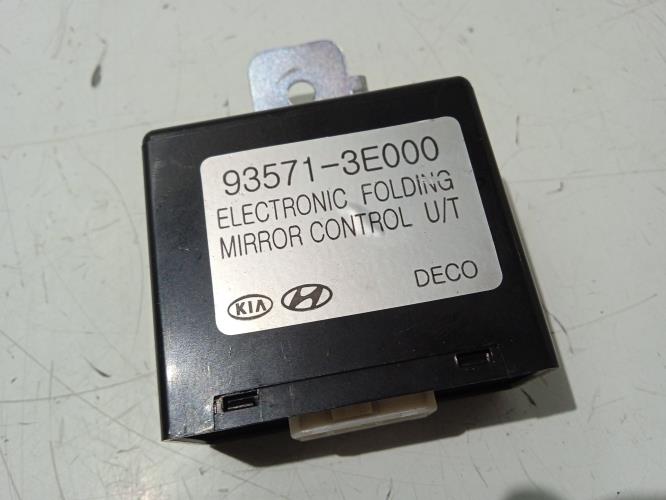 93571-3E000
ELECTRONIC FOLDING
MIRROR CONTROL U/T
KIA
DECO